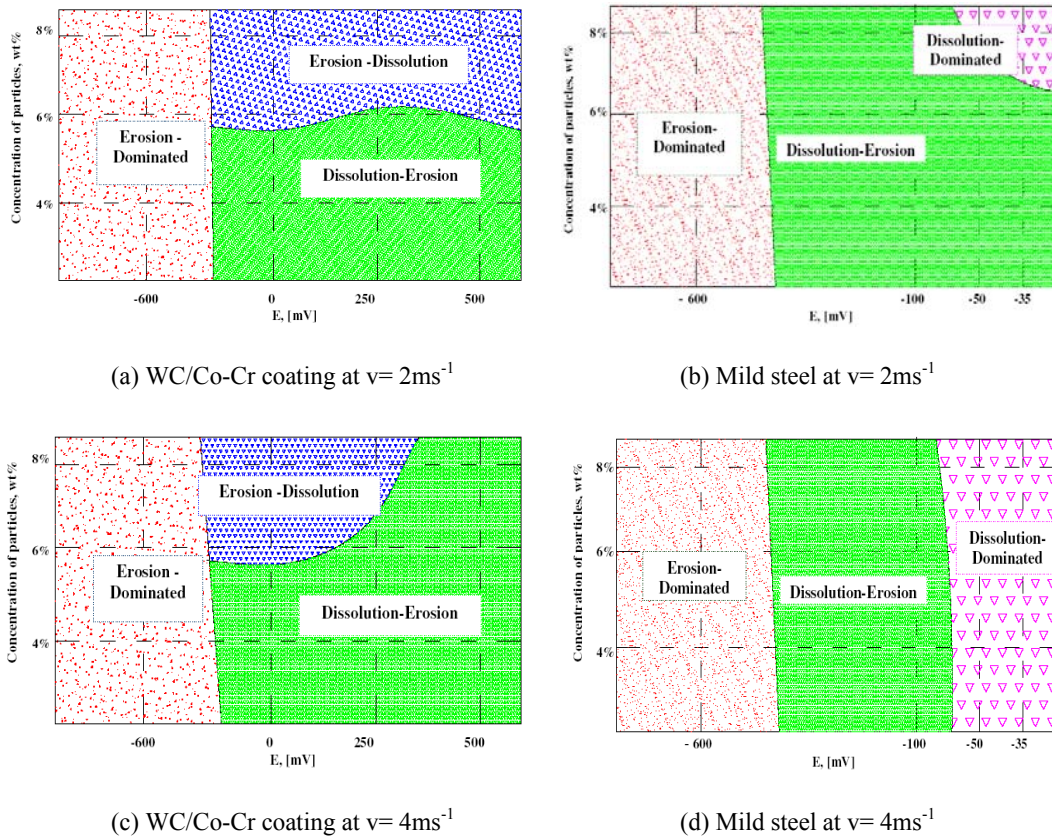 Concentration of particles, wt%
8%
6%
4%
Erosion -Dissolution
Erosion -
Dominated
Dissolution-Erosion
-600
0
250
500
E, [mV]
(a) WC/Co-Cr coating at v= 2ms⁻¹
Concentration of particles, wt%
8%
6%
4%
Dissolution-
Dominated
Erosion-
Dominated
Dissolution-Erosion
- 600
-100
-50
-35
E, [mV]
(b) Mild steel at v= 2ms⁻¹
Concentration of particles, wt%
8%
6%
4%
Erosion -Dissolution
Erosion -
Dominated
Dissolution-Erosion
-600
0
250
500
E, [mV]
(c) WC/Co-Cr coating at v= 4ms⁻¹
Concentration of particles, wt%
8%
6%
4%
Dissolution-
Dominated
Erosion-
Dominated
Dissolution-Erosion
- 600
-100
-50
-35
E, [mV]
(d) Mild steel at v= 4ms⁻¹